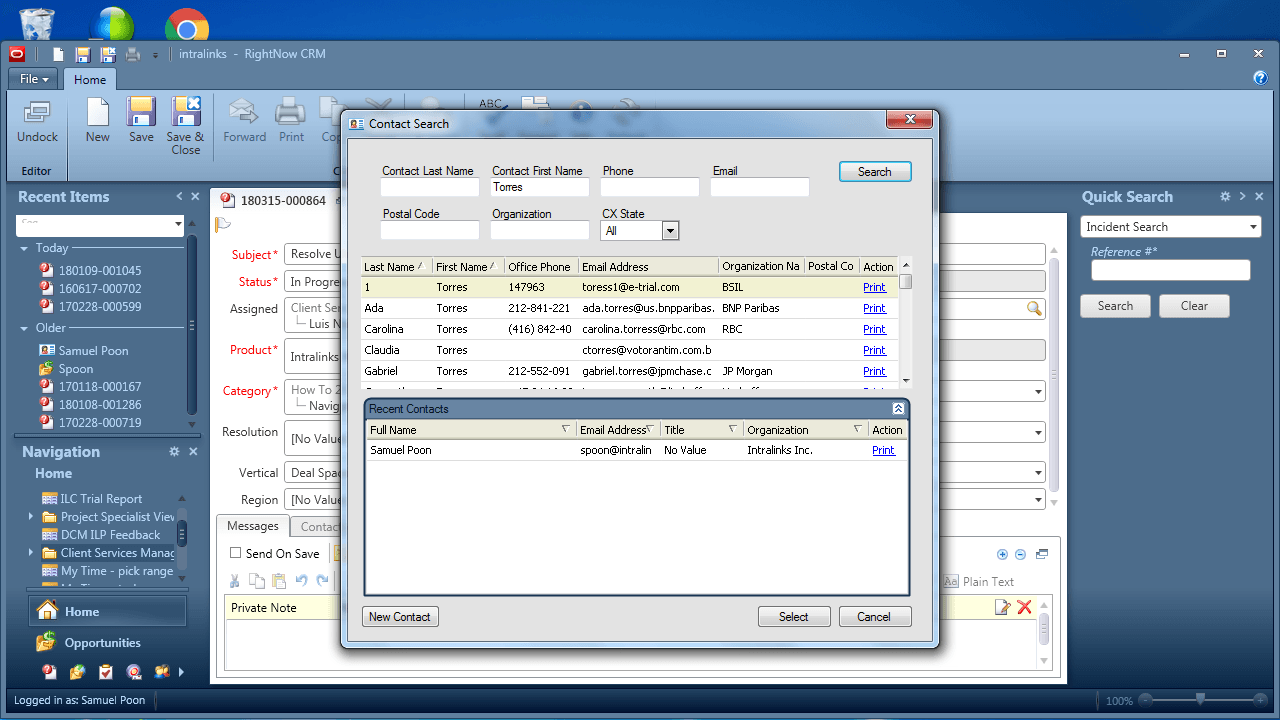 intralinks - RightNow CRM
File
Home
Undock
New
Save
Save &
Close
Forward
Print
ABC
Editor
Recent Items
Today
180109-001045
160617-000702
170228-000599
Older
Samuel Poon
Spoon
170118-000167
180108-001286
170228-000719
Navigation
Home
ILC Trial Report
Project Specialist View
DCM ILP Feedback
Client Services Manag
My Time - pick range
Home
Opportunities
Logged in as: Samuel Poon
180315-000864
Subject*
Resolve U
Status*
In Progre
Assigned
Client Servi
Luis N
Product*
Intralinks
Category*
How To 2
Navig
Resolution
[No Value
Vertical
Deal Spac
Region
[No Value
Messages
Contac
Send On Save
Plain Text
Private Note
Contact Search
Contact Last Name
Contact First Name
Phone
Email
Search
Torres
Postal Code
Organization
CX State
All
Last Name First Name Office Phone Email Address Organization Na Postal Co Action
1 Torres 147963 toress1@e-trial.com BSIL Print
Ada Torres 212-841-221 ada.torres@us.bnpparibas. BNP Paribas Print
Carolina Torres (416) 842-40 carolina.torress@rbc.com RBC Print
Claudia Torres ctorres@votorantim.com.b Print
Gabriel Torres 212-552-091 gabriel.torres@jpmchase.c JP Morgan Print
Recent Contacts
Full Name Email Address Title Organization Action
Samuel Poon spoon@intralin No Value Intralinks Inc. Print
New Contact
Select
Cancel
Quick Search
Incident Search
Reference #*
Search
Clear
100%